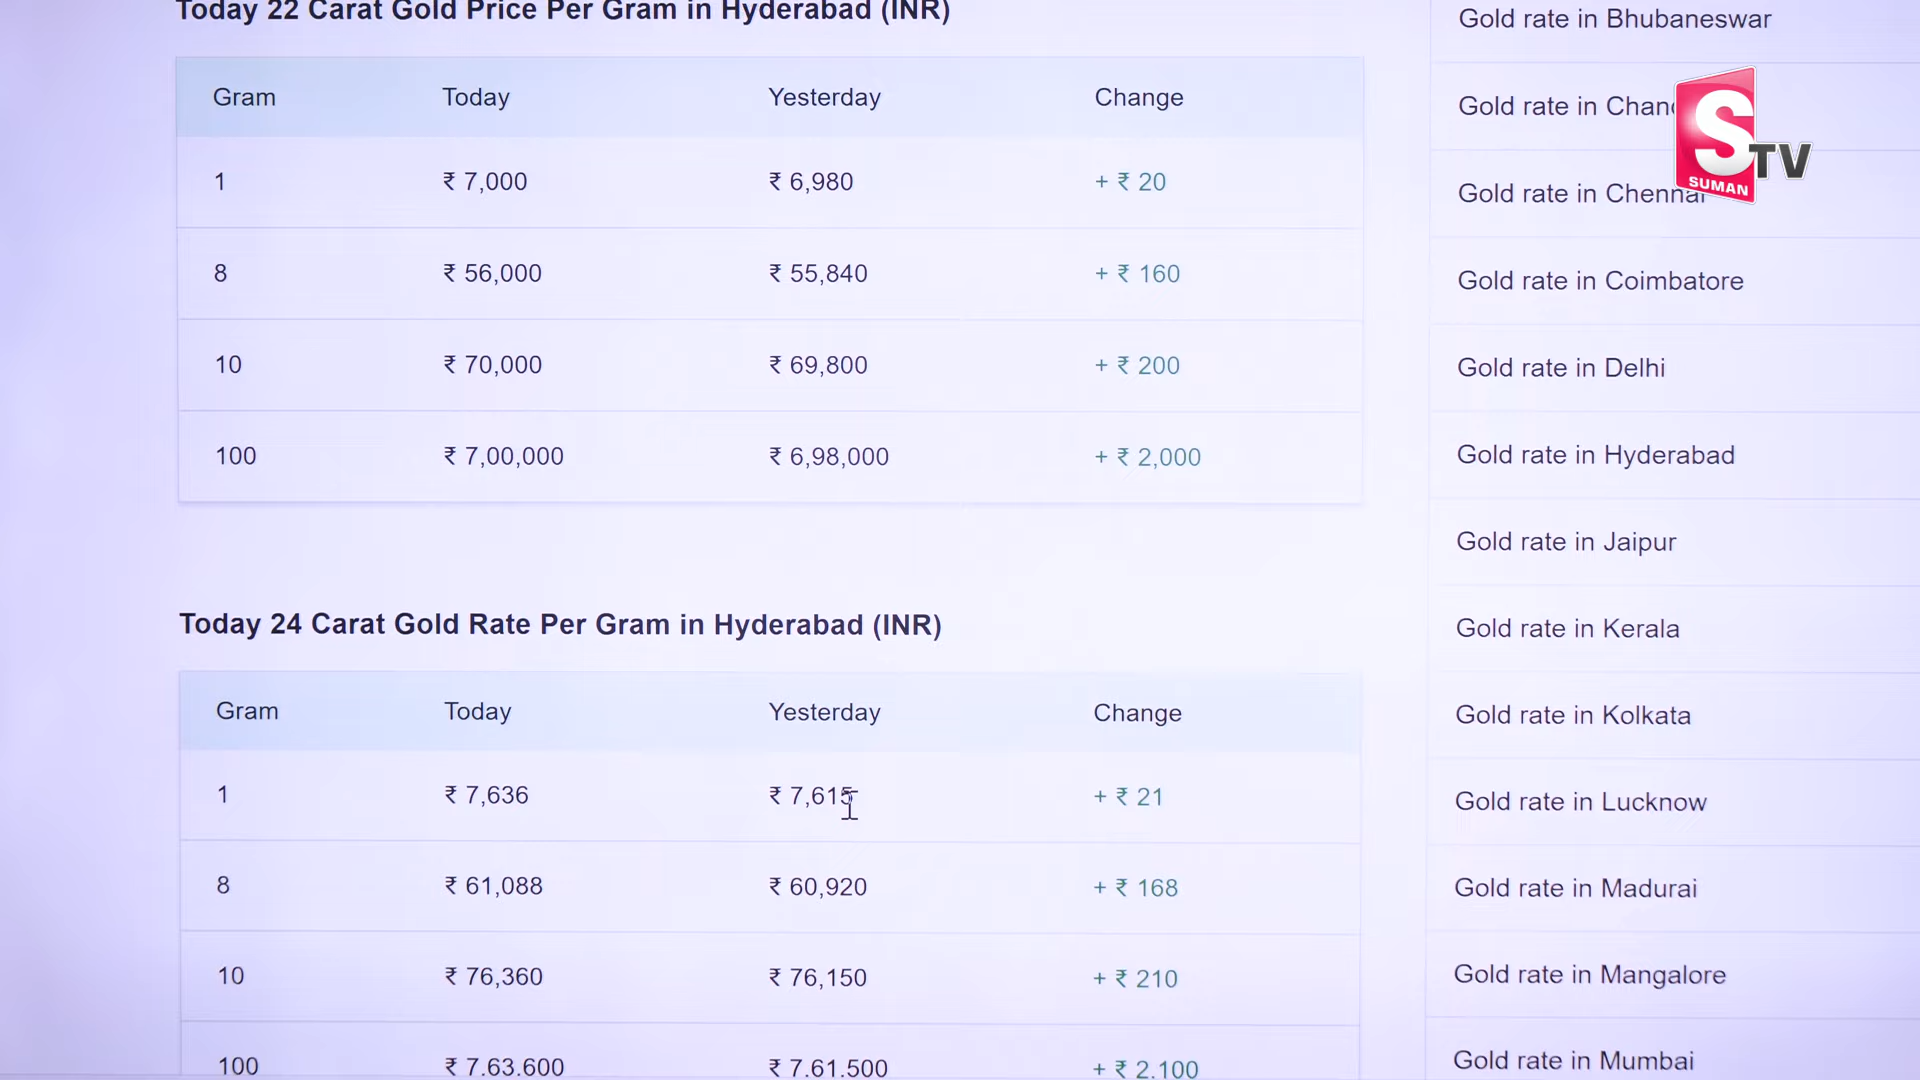 Today 22 Carat Gold Price Per Gram in Hyderabad (INR)
Gram Today Yesterday Change
1 ₹ 7,000 ₹ 6,980 + ₹ 20
8 ₹ 56,000 ₹ 55,840 + ₹ 160
10 ₹ 70,000 ₹ 69,800 + ₹ 200
100 ₹ 7,00,000 ₹ 6,98,000 + ₹ 2,000
Today 24 Carat Gold Rate Per Gram in Hyderabad (INR)
Gram Today Yesterday Change
1 ₹ 7,636 ₹ 7,615 + ₹ 21
8 ₹ 61,088 ₹ 60,920 + ₹ 168
10 ₹ 76,360 ₹ 76,150 + ₹ 210
100 ₹ 7,63,600 ₹ 7,61,500 + ₹ 2,100
Gold rate in Bhubaneswar
Gold rate in
Gold rate in Chennai
Gold rate in Coimbatore
Gold rate in Delhi
Gold rate in Hyderabad
Gold rate in Jaipur
Gold rate in Kerala
Gold rate in Kolkata
Gold rate in Lucknow
Gold rate in Madurai
Gold rate in Mangalore
Gold rate in Mumbai
S TV
SUMAN